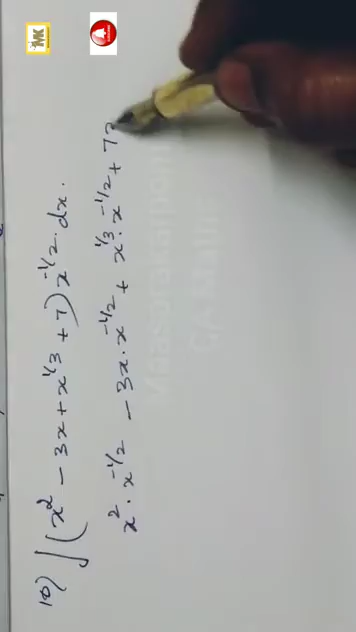 10) ∫(x² - 3x + x^1/3 + 7) x^-1/2 · dx.
x² · x^-1/2 - 3x · x^-1/2 + x^1/3 · x^-1/2 + 7
MK